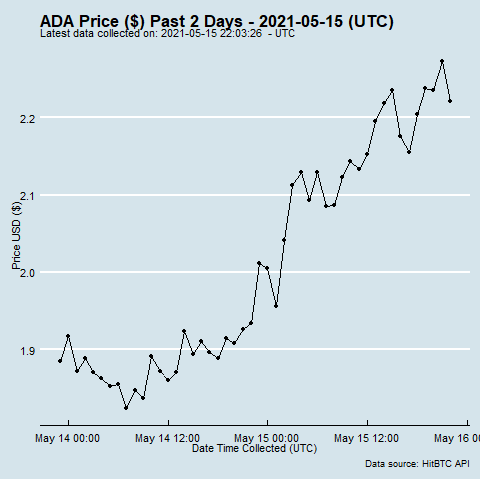 ADA Price ($) Past 2 Days - 2021-05-15 (UTC)
Latest data collected on: 2021-05-15 22:03:26 - UTC
Price USD ($)
2.2
2.1
2.0
1.9
May 14 00:00
May 14 12:00
May 15 00:00
May 15 12:00
May 16 0
Date Time Collected (UTC)
Data source: HitBTC API